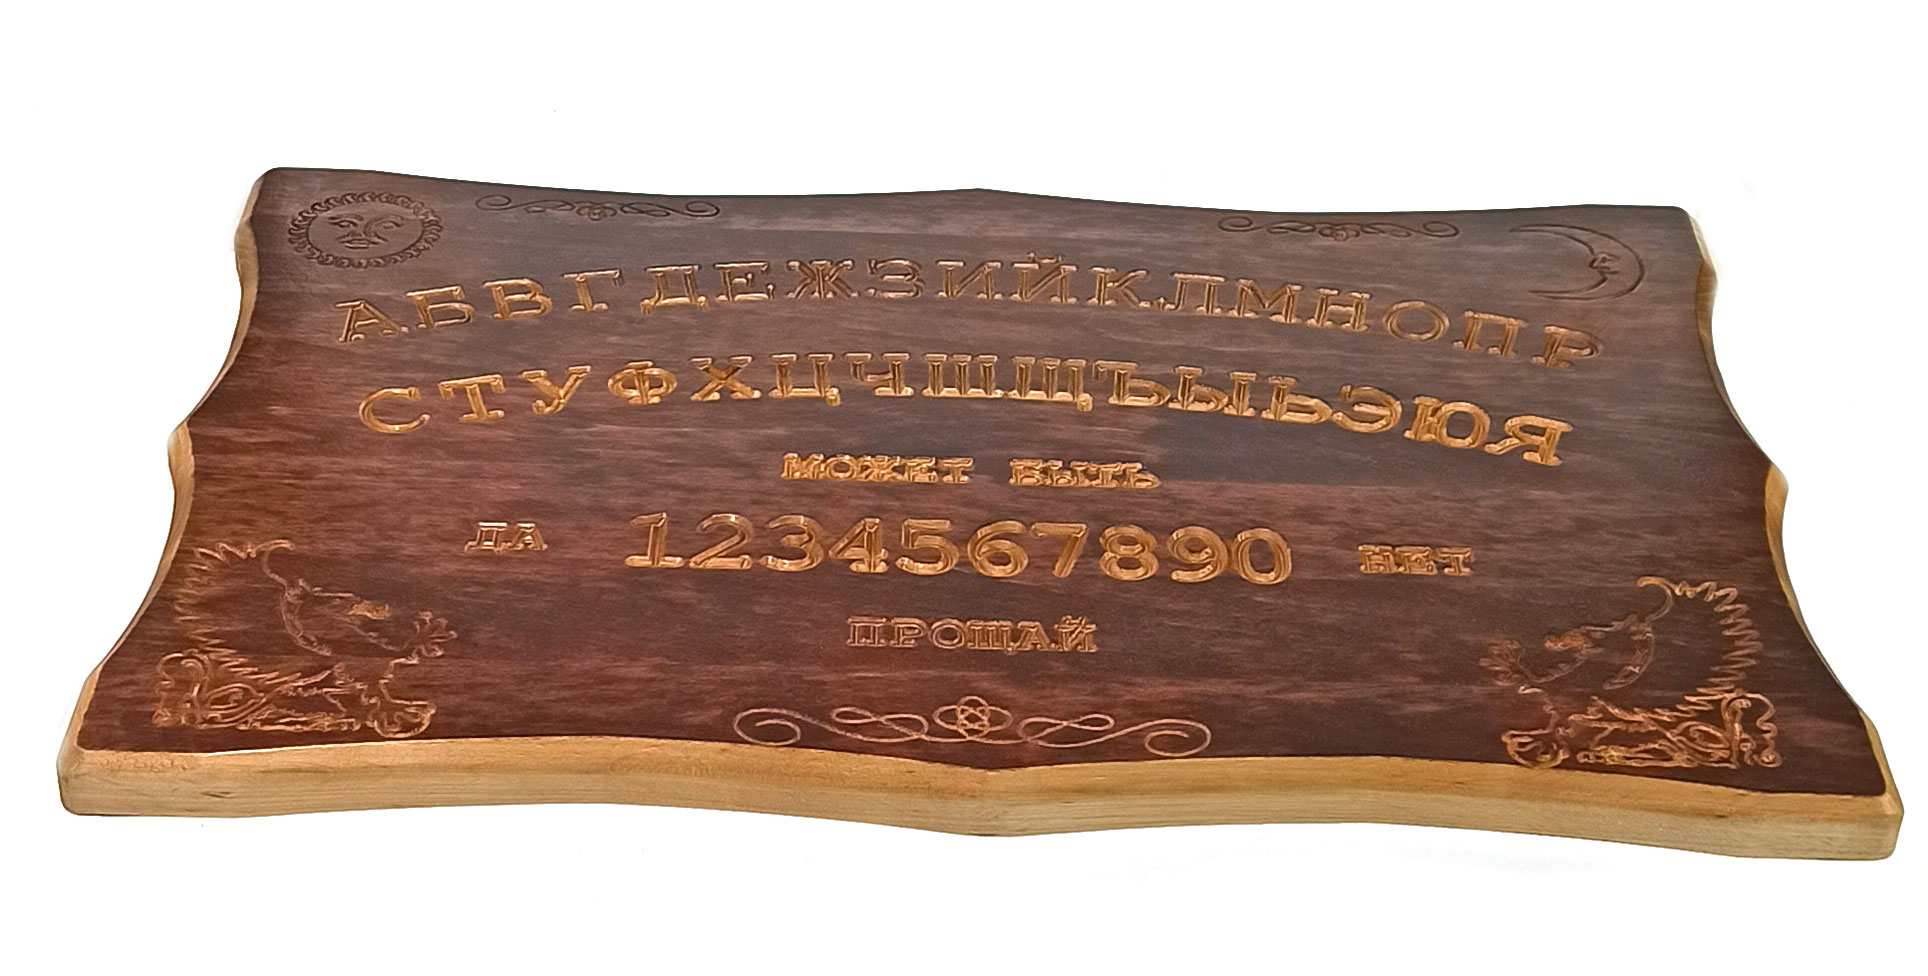 АБВГДЕЖЗИЙКЛМНОПР
СТУФХЦЧШЩЪЫЬЭЮЯ
МОЖЕТ БЫТЬ
ДА 1234567890 НЕТ
ПРОЩАЙ